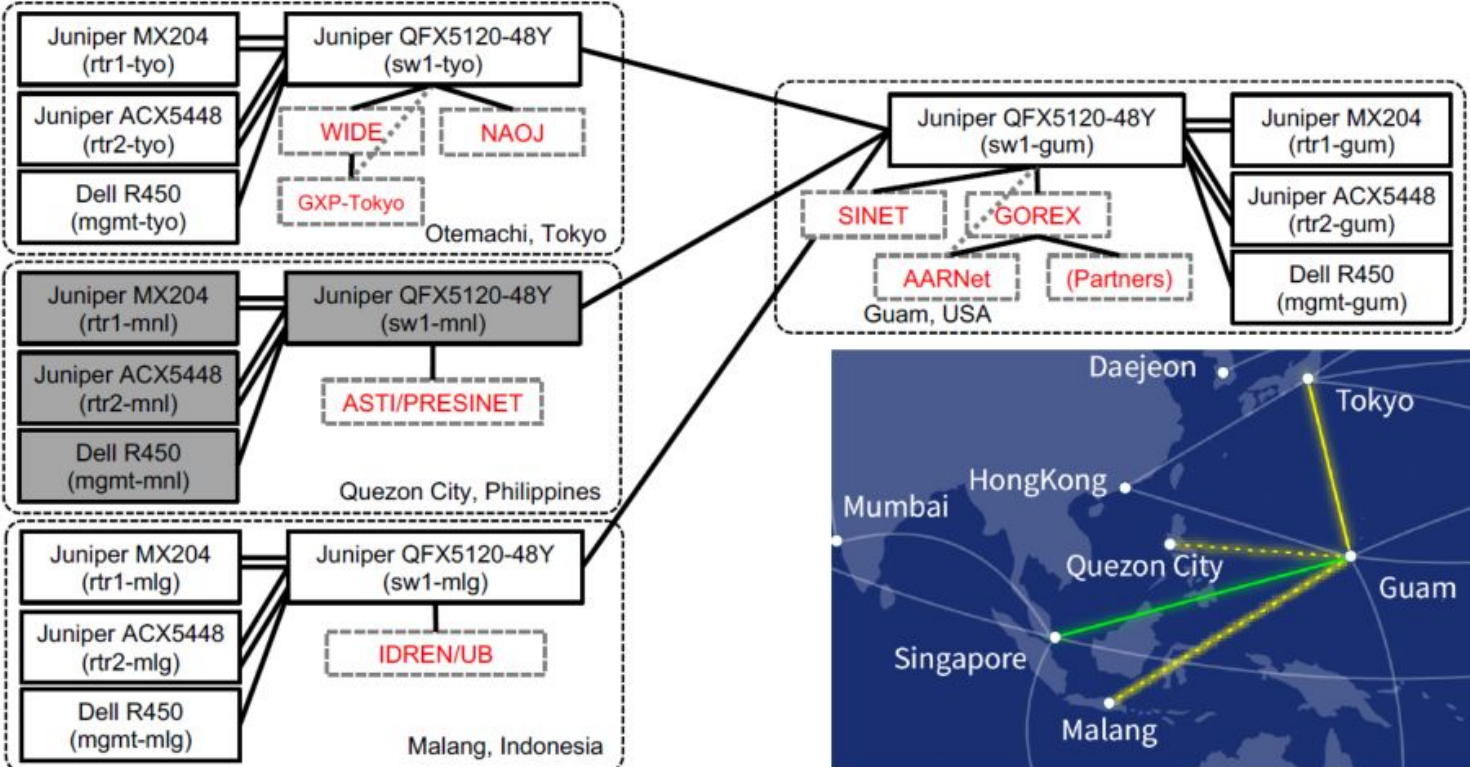 Juniper MX204
(rtr1-tyo)
Juniper QFX5120-48Y
(sw1-tyo)
Juniper ACX5448
(rtr2-tyo)
WIDE
NAOJ
Dell R450
(mgmt-tyo)
GXP-Tokyo
Otemachi, Tokyo
Juniper MX204
(rtr1-mnl)
Juniper QFX5120-48Y
(sw1-mnl)
Juniper ACX5448
(rtr2-mnl)
ASTI/PRESINET
Dell R450
(mgmt-mnl)
Quezon City, Philippines
Juniper MX204
(rtr1-mlg)
Juniper QFX5120-48Y
(sw1-mlg)
Juniper ACX5448
(rtr2-mlg)
IDREN/UB
Dell R450
(mgmt-mlg)
Malang, Indonesia
Juniper QFX5120-48Y
(sw1-gum)
Juniper MX204
(rtr1-gum)
SINET
GOREX
Juniper ACX5448
(rtr2-gum)
AARNet
(Partners)
Dell R450
(mgmt-gum)
Guam, USA
Daejeon
Tokyo
HongKong
Mumbai
Quezon City
Guam
Singapore
Malang